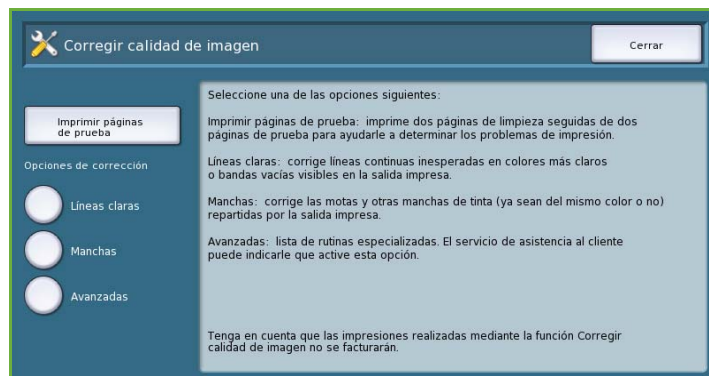 Corregir calidad de imagen
Cerrar
Imprimir páginas
de prueba
Opciones de corrección
Líneas claras
Manchas
Avanzadas
Seleccione una de las opciones siguientes:
Imprimir páginas de prueba: imprime dos páginas de limpieza seguidas de dos
páginas de prueba para ayudarle a determinar los problemas de impresión.
Líneas claras: corrige líneas continuas inesperadas en colores más claros
o bandas vacías visibles en la salida impresa.
Manchas: corrige las motas y otras manchas de tinta (ya sean del mismo color o no)
repartidas por la salida impresa.
Avanzadas: lista de rutinas especializadas. El servicio de asistencia al cliente
puede indicarle que active esta opción.
Tenga en cuenta que las impresiones realizadas mediante la función Corregir
calidad de imagen no se facturarán.